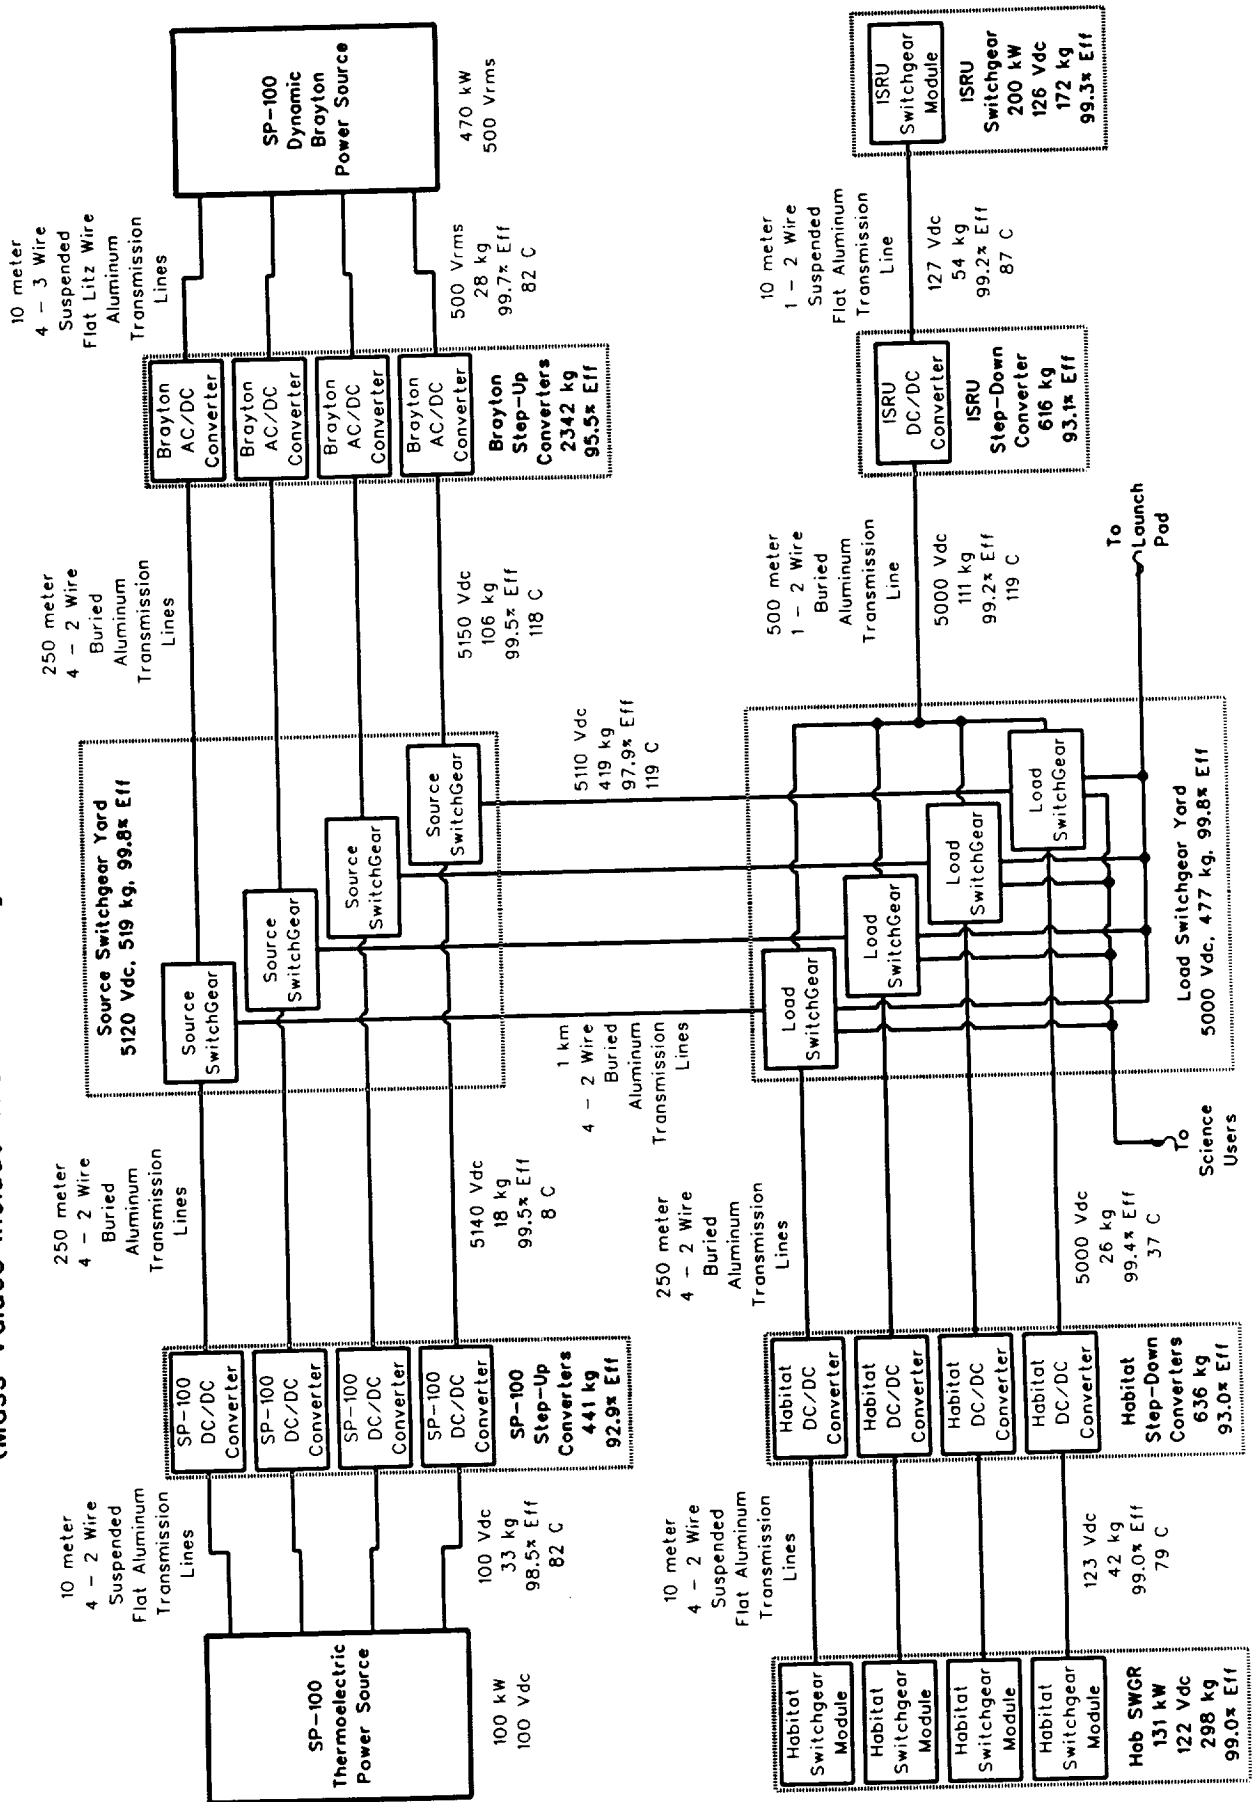 (Mass Values
10 meter
4 - 2 Wire
Suspended
Flat Aluminum
Transmission
Lines
250 meter
4 - 2 Wire
Buried
Aluminum
Transmission
Lines
Source Switchgear Yard
5120 Vdc, 519 kg, 99.8% Eff
250 meter
4 - 2 Wire
Buried
Aluminum
Transmission
Lines
10 meter
4 - 3 Wire
Suspended
Flat Litz Wire
Aluminum
Transmission
Lines
SP-100
Thermoelectric
Power Source
100 kW
100 Vdc
100 Vdc
33 kg
98.5% Eff
82 C
SP-100
DC/DC
Converter
SP-100
DC/DC
Converter
SP-100
DC/DC
Converter
SP-100
DC/DC
Converter
SP-100
Step-Up
Converters
441 kg
92.9% Eff
5140 Vdc
18 kg
99.5% Eff
8 C
Source
SwitchGear
Source
SwitchGear
Source
SwitchGear
Source
SwitchGear
5150 Vdc
106 kg
99.5% Eff
118 C
Brayton
AC/DC
Converter
Brayton
AC/DC
Converter
Brayton
AC/DC
Converter
Brayton
AC/DC
Converter
Brayton
Step-Up
Converters
2342 kg
95.5% Eff
500 Vrms
28 kg
99.7% Eff
82 C
SP-100
Dynamic
Brayton
Power Source
470 kW
500 Vrms
1 km
4 - 2 Wire
Buried
Aluminum
Transmission
Lines
5110 Vdc
419 kg
97.9% Eff
119 C
10 meter
4 - 2 Wire
Suspended
Flat Aluminum
Transmission
Lines
250 meter
4 - 2 Wire
Buried
Aluminum
Transmission
Lines
500 meter
1 - 2 Wire
Buried
Aluminum
Transmission
Line
10 meter
1 - 2 Wire
Suspended
Flat Aluminum
Transmission
Line
Habitat
Switchgear
Module
Habitat
Switchgear
Module
Habitat
Switchgear
Module
Habitat
Switchgear
Module
Hab SWGR
131 kW
122 Vdc
298 kg
99.0% Eff
123 Vdc
42 kg
99.0% Eff
79 C
Habitat
DC/DC
Converter
Habitat
DC/DC
Converter
Habitat
DC/DC
Converter
Habitat
DC/DC
Converter
Habitat
Step-Down
Converters
636 kg
93.0% Eff
5000 Vdc
26 kg
99.4% Eff
37 C
Load
SwitchGear
Load
SwitchGear
Load
SwitchGear
Load
SwitchGear
Load Switchgear Yard
5000 Vdc, 477 kg, 99.8% Eff
To
Science
Users
To
Launch
Pad
5000 Vdc
111 kg
99.2% Eff
119 C
ISRU
DC/DC
Converter
ISRU
Step-Down
Converter
616 kg
93.1% Eff
127 Vdc
54 kg
99.2% Eff
87 C
ISRU
Switchgear
Module
ISRU
Switchgear
200 kW
126 Vdc
172 kg
99.3% Eff